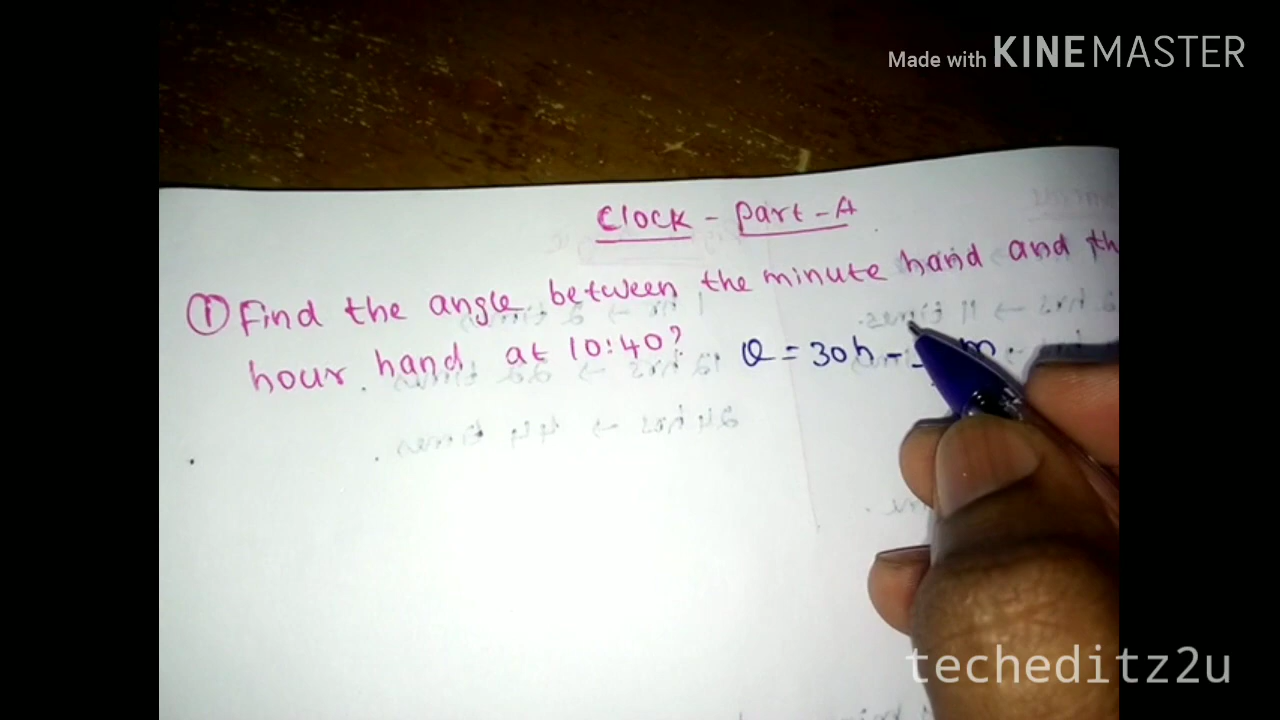 Made with KINEMASTER
Clock - Part-A
① Find the angle between the minute hand and
hour hand at 10:40? θ = 30h - m
techeditz2u